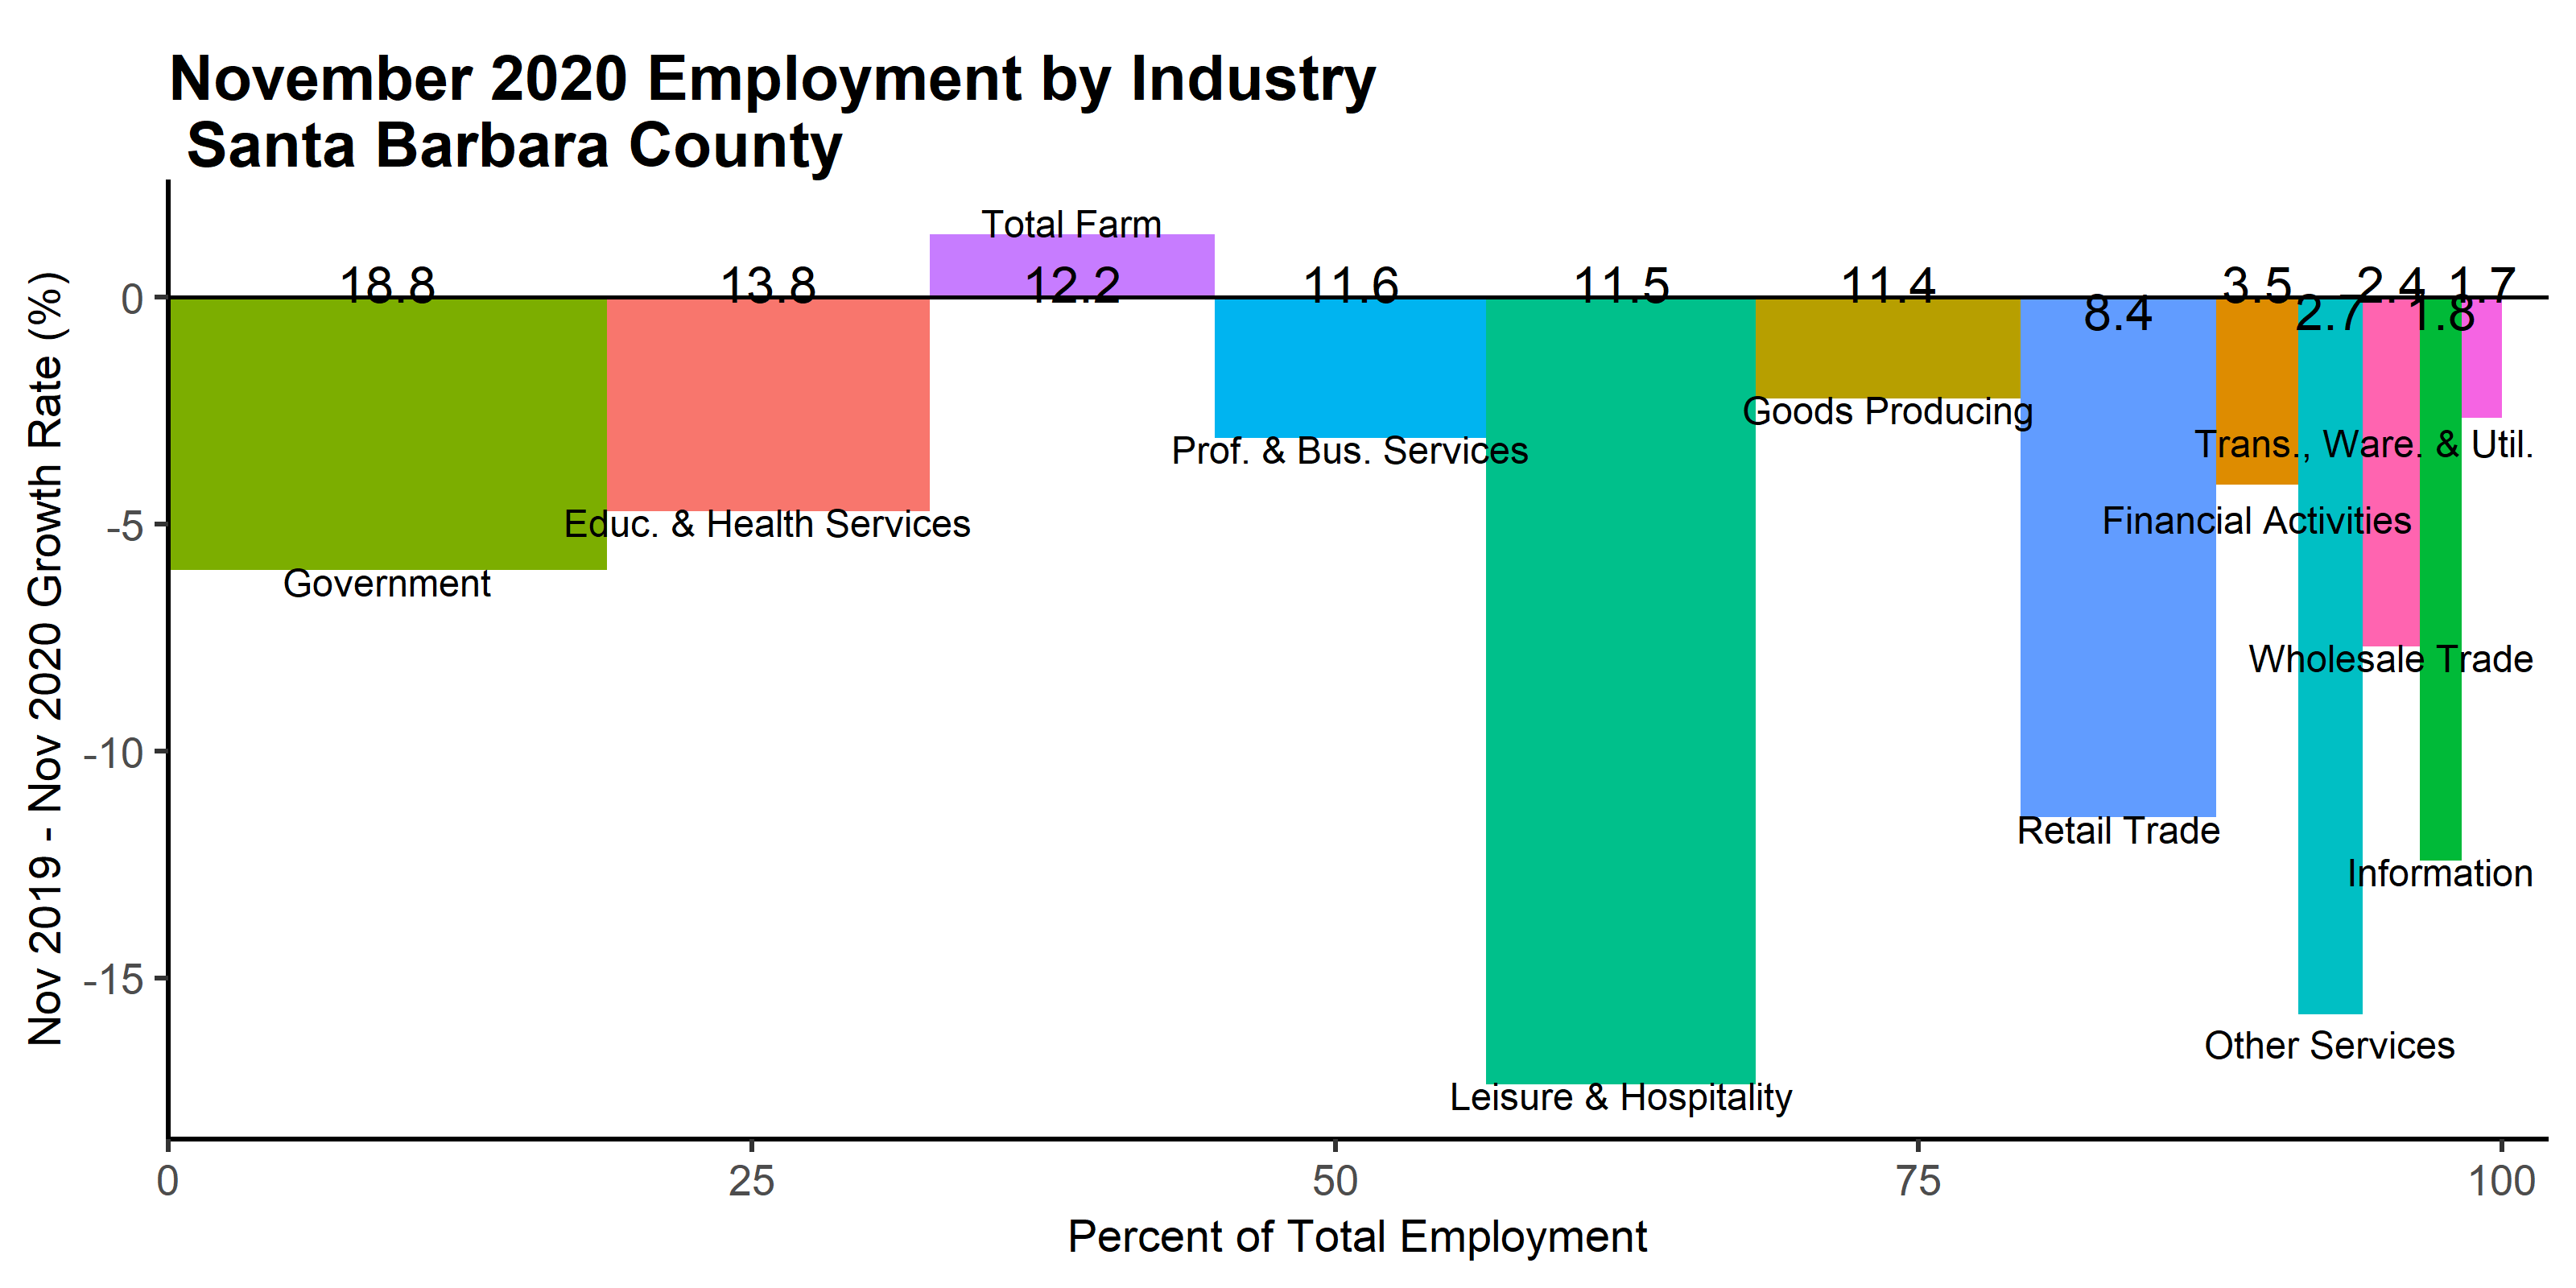 November 2020 Employment by Industry
Santa Barbara County
Nov 2019 - Nov 2020 Growth Rate (%)
Total Farm
18.8
13.8
12.2
11.6
11.5
11.4
8.4
3.5
2.7
2.4
1.8
1.7
0
-5
-10
-15
Goods Producing
Trans., Ware. & Util.
Prof. & Bus. Services
Educ. & Health Services
Financial Activities
Government
Wholesale Trade
Retail Trade
Information
Other Services
Leisure & Hospitality
0
25
50
75
100
Percent of Total Employment